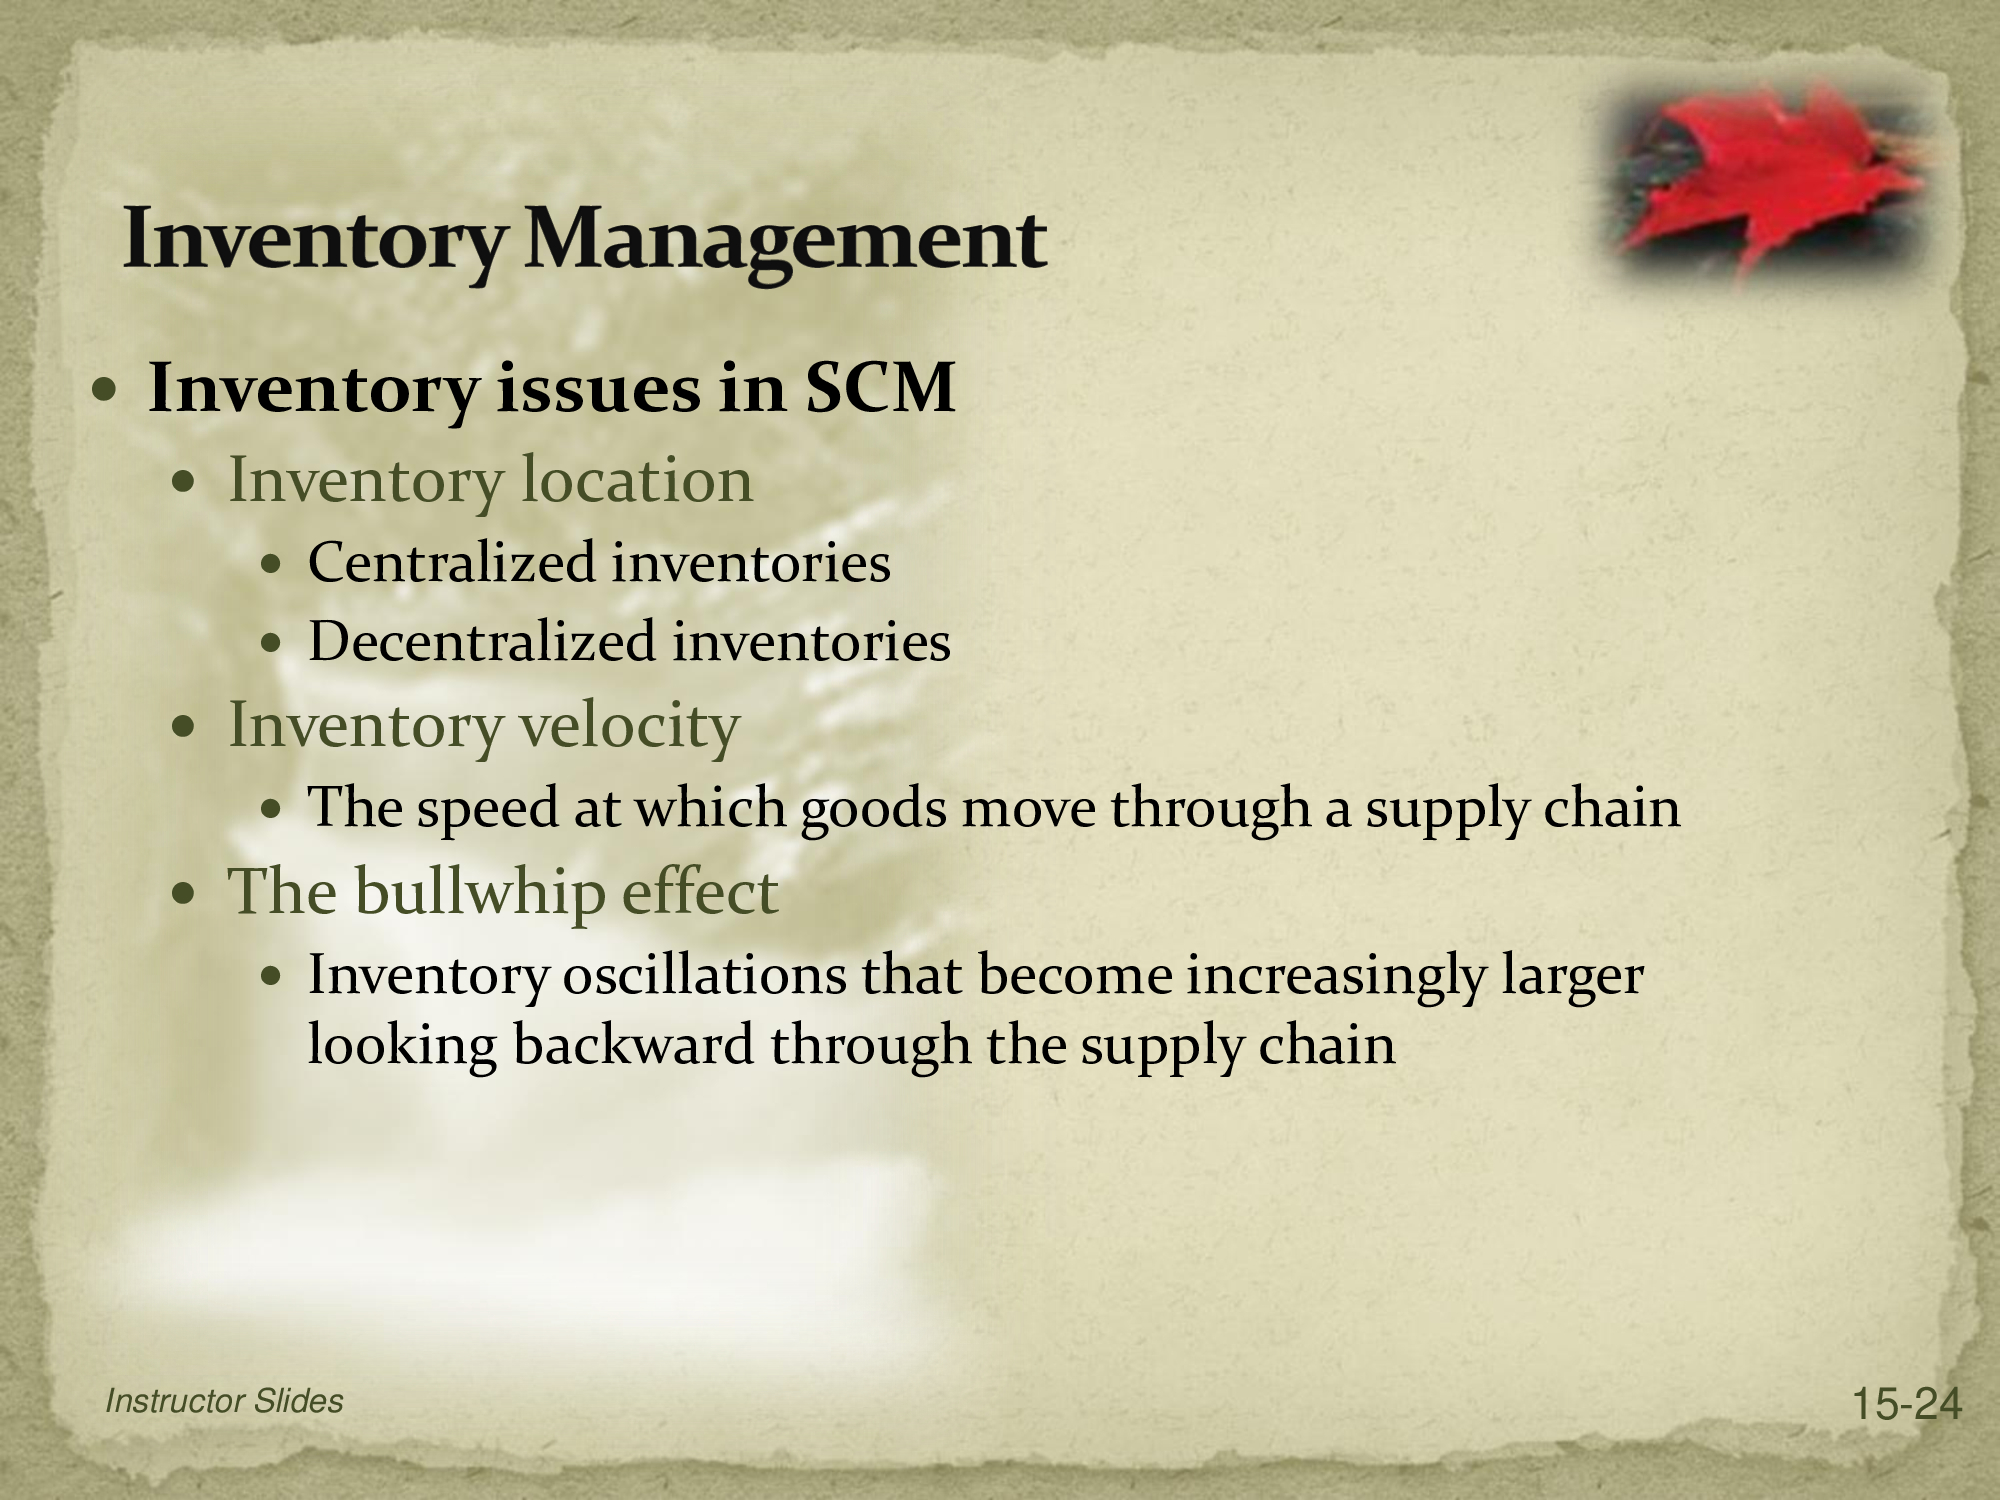 Inventory Management
• Inventory issues in SCM
• Inventory location
• Centralized inventories
• Decentralized inventories
• Inventory velocity
• The speed at which goods move through a supply chain
• The bullwhip effect
• Inventory oscillations that become increasingly larger
looking backward through the supply chain
Instructor Slides
15-24